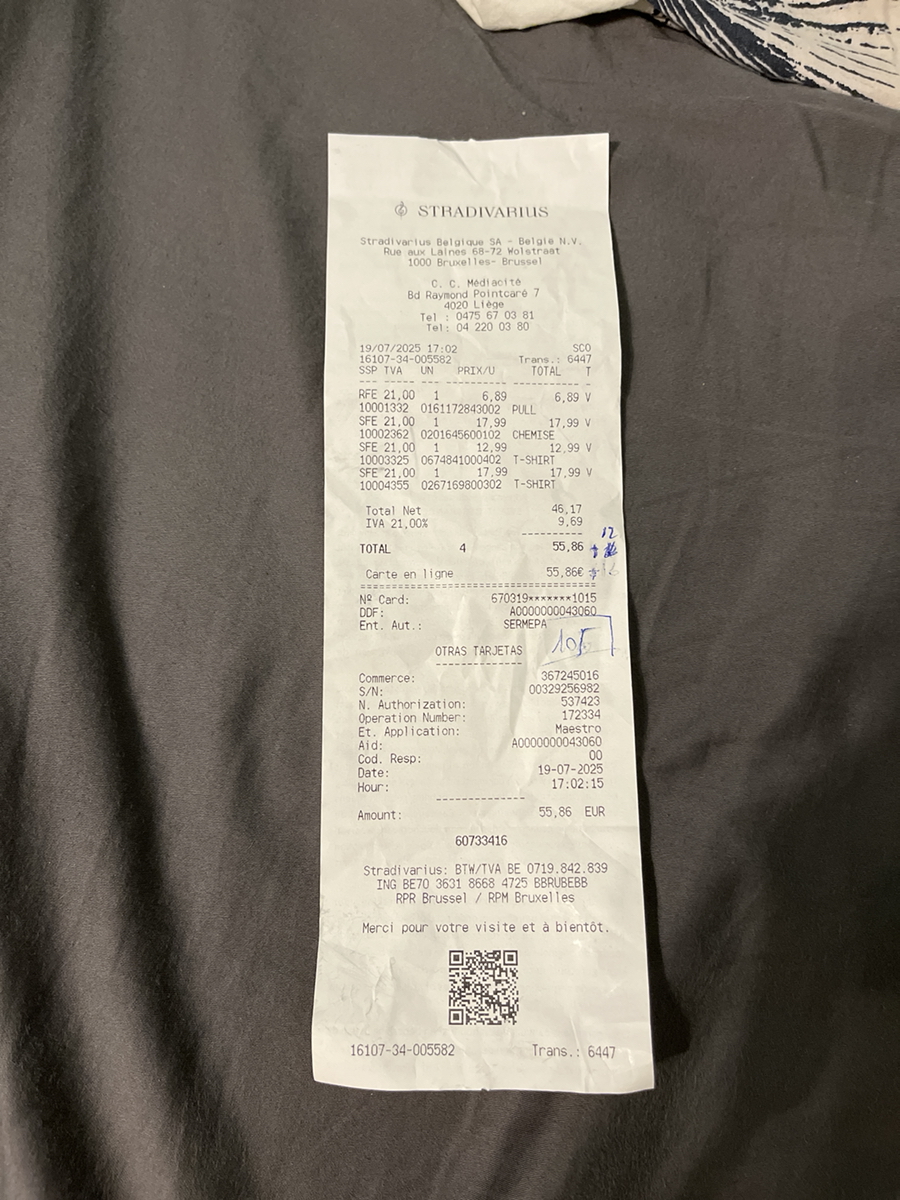 STRADIVARIUS
Stradivarius Belgique SA - Belgie N.V.
Rue aux Laines 68-72 Wolstraat
1000 Bruxelles- Brussel
C. C. Médiacité
Bd Raymond Pointcaré 7
4020 Liège
Tel : 0475 67 03 81
Tel: 04 220 03 80
19/07/2025 17:02 SCO
16107-34-005582 Trans.: 6447
SSP TVA UN PRIX/U TOTAL T
--- ----- --- -------- -------- -
RFE 21,00 1 6,89 6,89 V
10001332 0161172843002 PULL
SFE 21,00 1 17,99 17,99 V
10002362 0201645600102 CHEMISE
SFE 21,00 1 12,99 12,99 V
10003325 0674841000402 T-SHIRT
SFE 21,00 1 17,99 17,99 V
10004355 0267169800302 T-SHIRT
Total Net 46,17
IVA 21,00% 9,69
----------
12
TOTAL 4 55,86 +
Carte en ligne 55,86€ + 16
==================================
Nº Card: 670319*******1015
DDF: A0000000043060
Ent. Aut.: SERMEPA
OTRAS TARJETAS
--------------
Commerce: 367245016
S/N: 00329256982
N. Authorization: 537423
Operation Number: 172334
Et. Application: Maestro
Aid: A0000000043060
Cod. Resp: 00
Date: 19-07-2025
Hour: 17:02:15
--------------
Amount: 55,86 EUR
60733416
Stradivarius: BTW/TVA BE 0719.842.839
ING BE70 3631 8668 4725 BBRUBEBB
RPR Brussel / RPM Bruxelles
Merci pour votre visite et à bientôt.
16107-34-005582 Trans.: 6447